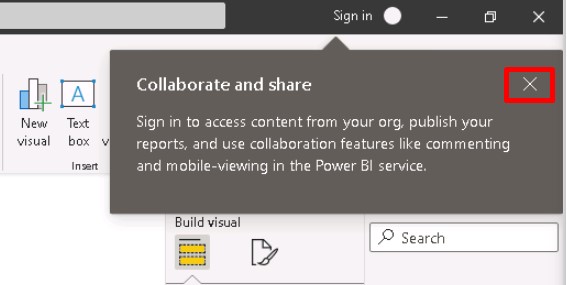 Sign in
Collaborate and share
Sign in to access content from your org, publish your
reports, and use collaboration features like commenting
and mobile-viewing in the Power BI service.
New
visual
Text
box
v
Insert
Build visual
Search